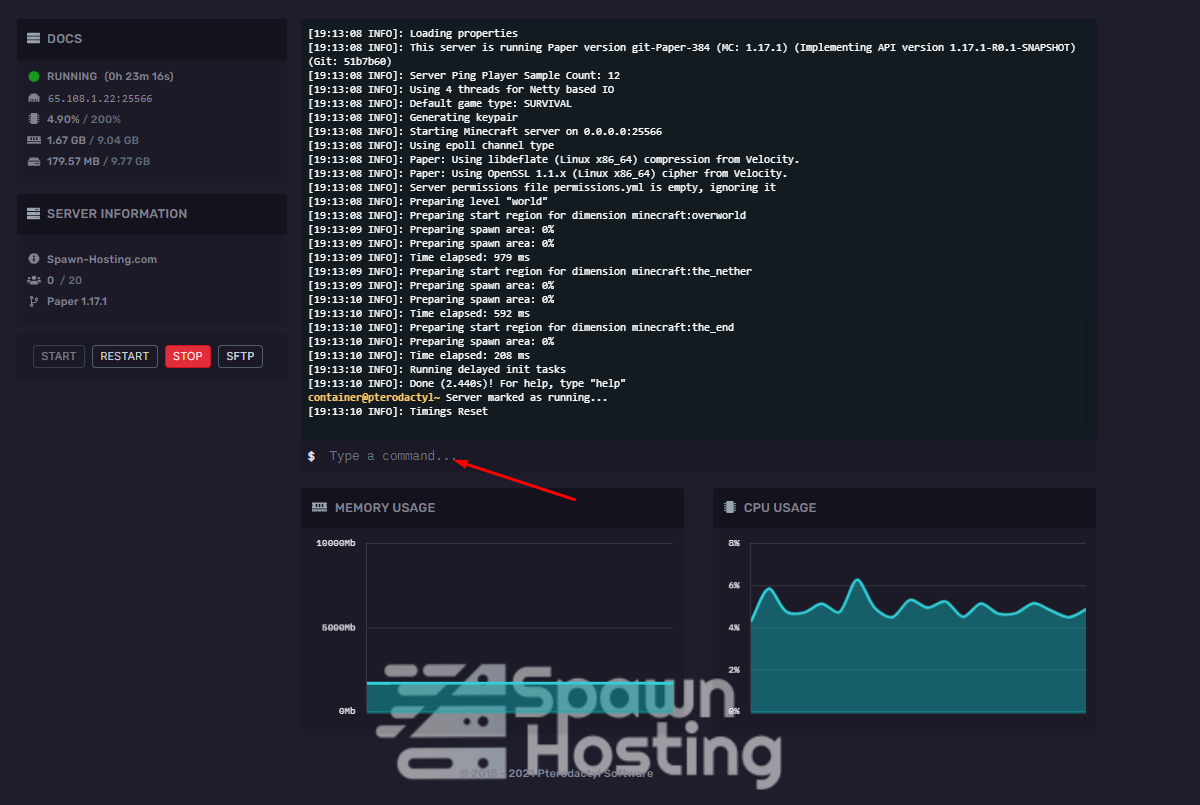 DOCS
RUNNING (0h 23m 16s)
65.108.1.22:25566
4.90% / 200%
1.67 GB / 9.04 GB
179.57 MB / 9.77 GB
SERVER INFORMATION
Spawn-Hosting.com
0 / 20
Paper 1.17.1
START RESTART STOP SFTP
[19:13:08 INFO]: Loading properties
[19:13:08 INFO]: This server is running Paper version git-Paper-384 (MC: 1.17.1) (Implementing API version 1.17.1-R0.1-SNAPSHOT)
(Git: 51b7b60)
[19:13:08 INFO]: Server Ping Player Sample Count: 12
[19:13:08 INFO]: Using 4 threads for Netty based IO
[19:13:08 INFO]: Default game type: SURVIVAL
[19:13:08 INFO]: Generating keypair
[19:13:08 INFO]: Starting Minecraft server on 0.0.0.0:25566
[19:13:08 INFO]: Using epoll channel type
[19:13:08 INFO]: Paper: Using libdeflate (Linux x86_64) compression from Velocity.
[19:13:08 INFO]: Paper: Using OpenSSL 1.1.x (Linux x86_64) cipher from Velocity.
[19:13:08 INFO]: Server permissions file permissions.yml is empty, ignoring it
[19:13:08 INFO]: Preparing level "world"
[19:13:08 INFO]: Preparing start region for dimension minecraft:overworld
[19:13:09 INFO]: Preparing spawn area: 0%
[19:13:09 INFO]: Preparing spawn area: 0%
[19:13:09 INFO]: Time elapsed: 979 ms
[19:13:09 INFO]: Preparing start region for dimension minecraft:the_nether
[19:13:09 INFO]: Preparing spawn area: 0%
[19:13:10 INFO]: Preparing spawn area: 0%
[19:13:10 INFO]: Time elapsed: 592 ms
[19:13:10 INFO]: Preparing start region for dimension minecraft:the_end
[19:13:10 INFO]: Preparing spawn area: 0%
[19:13:10 INFO]: Time elapsed: 208 ms
[19:13:10 INFO]: Running delayed init tasks
[19:13:10 INFO]: Done (2.440s)! For help, type "help"
container@pterodactyl~ Server marked as running...
[19:13:10 INFO]: Timings Reset
$ Type a command...
MEMORY USAGE
10000Mb
5000Mb
0Mb
CPU USAGE
8%
6%
4%
2%
0%
Spawn
Hosting
© 2015 - 2021 Pterodactyl Software